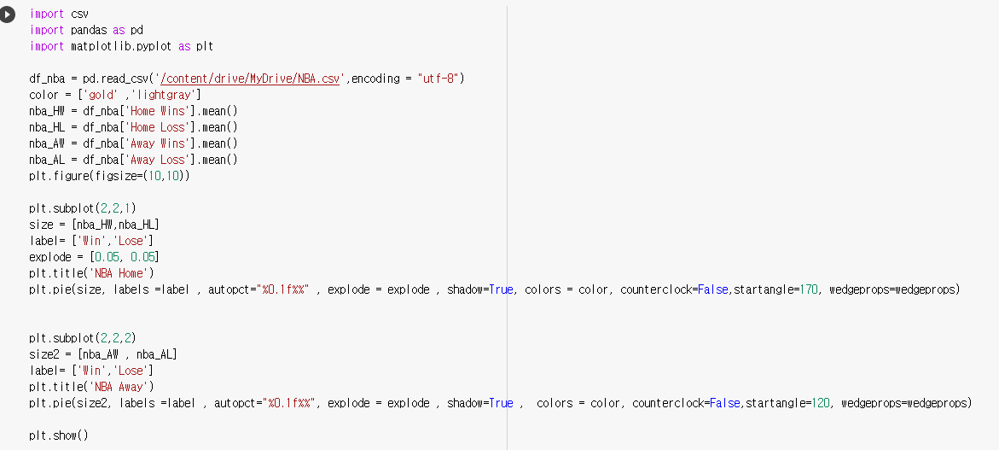 import csv
import pandas as pd
import matplotlib.pyplot as plt
df_nba = pd.read_csv('/content/drive/MyDrive/NBA.csv',encoding = "utf-8")
color = ['gold' ,'lightgray']
nba_HW = df_nba['Home Wins'].mean()
nba_HL = df_nba['Home Loss'].mean()
nba_AW = df_nba['Away Wins'].mean()
nba_AL = df_nba['Away Loss'].mean()
plt.figure(figsize=(10,10))
plt.subplot(2,2,1)
size = [nba_HW,nba_HL]
label= ['Win','Lose']
explode = [0.05, 0.05]
plt.title('NBA Home')
plt.pie(size, labels =label , autopct="%0.1f%%" , explode = explode , shadow=True, colors = color, counterclock=False,startangle=170, wedgeprops=wedgeprops)
plt.subplot(2,2,2)
size2 = [nba_AW , nba_AL]
label= ['Win','Lose']
plt.title('NBA Away')
plt.pie(size2, labels =label , autopct="%0.1f%%", explode = explode , shadow=True ,  colors = color, counterclock=False,startangle=120, wedgeprops=wedgeprops)
plt.show()